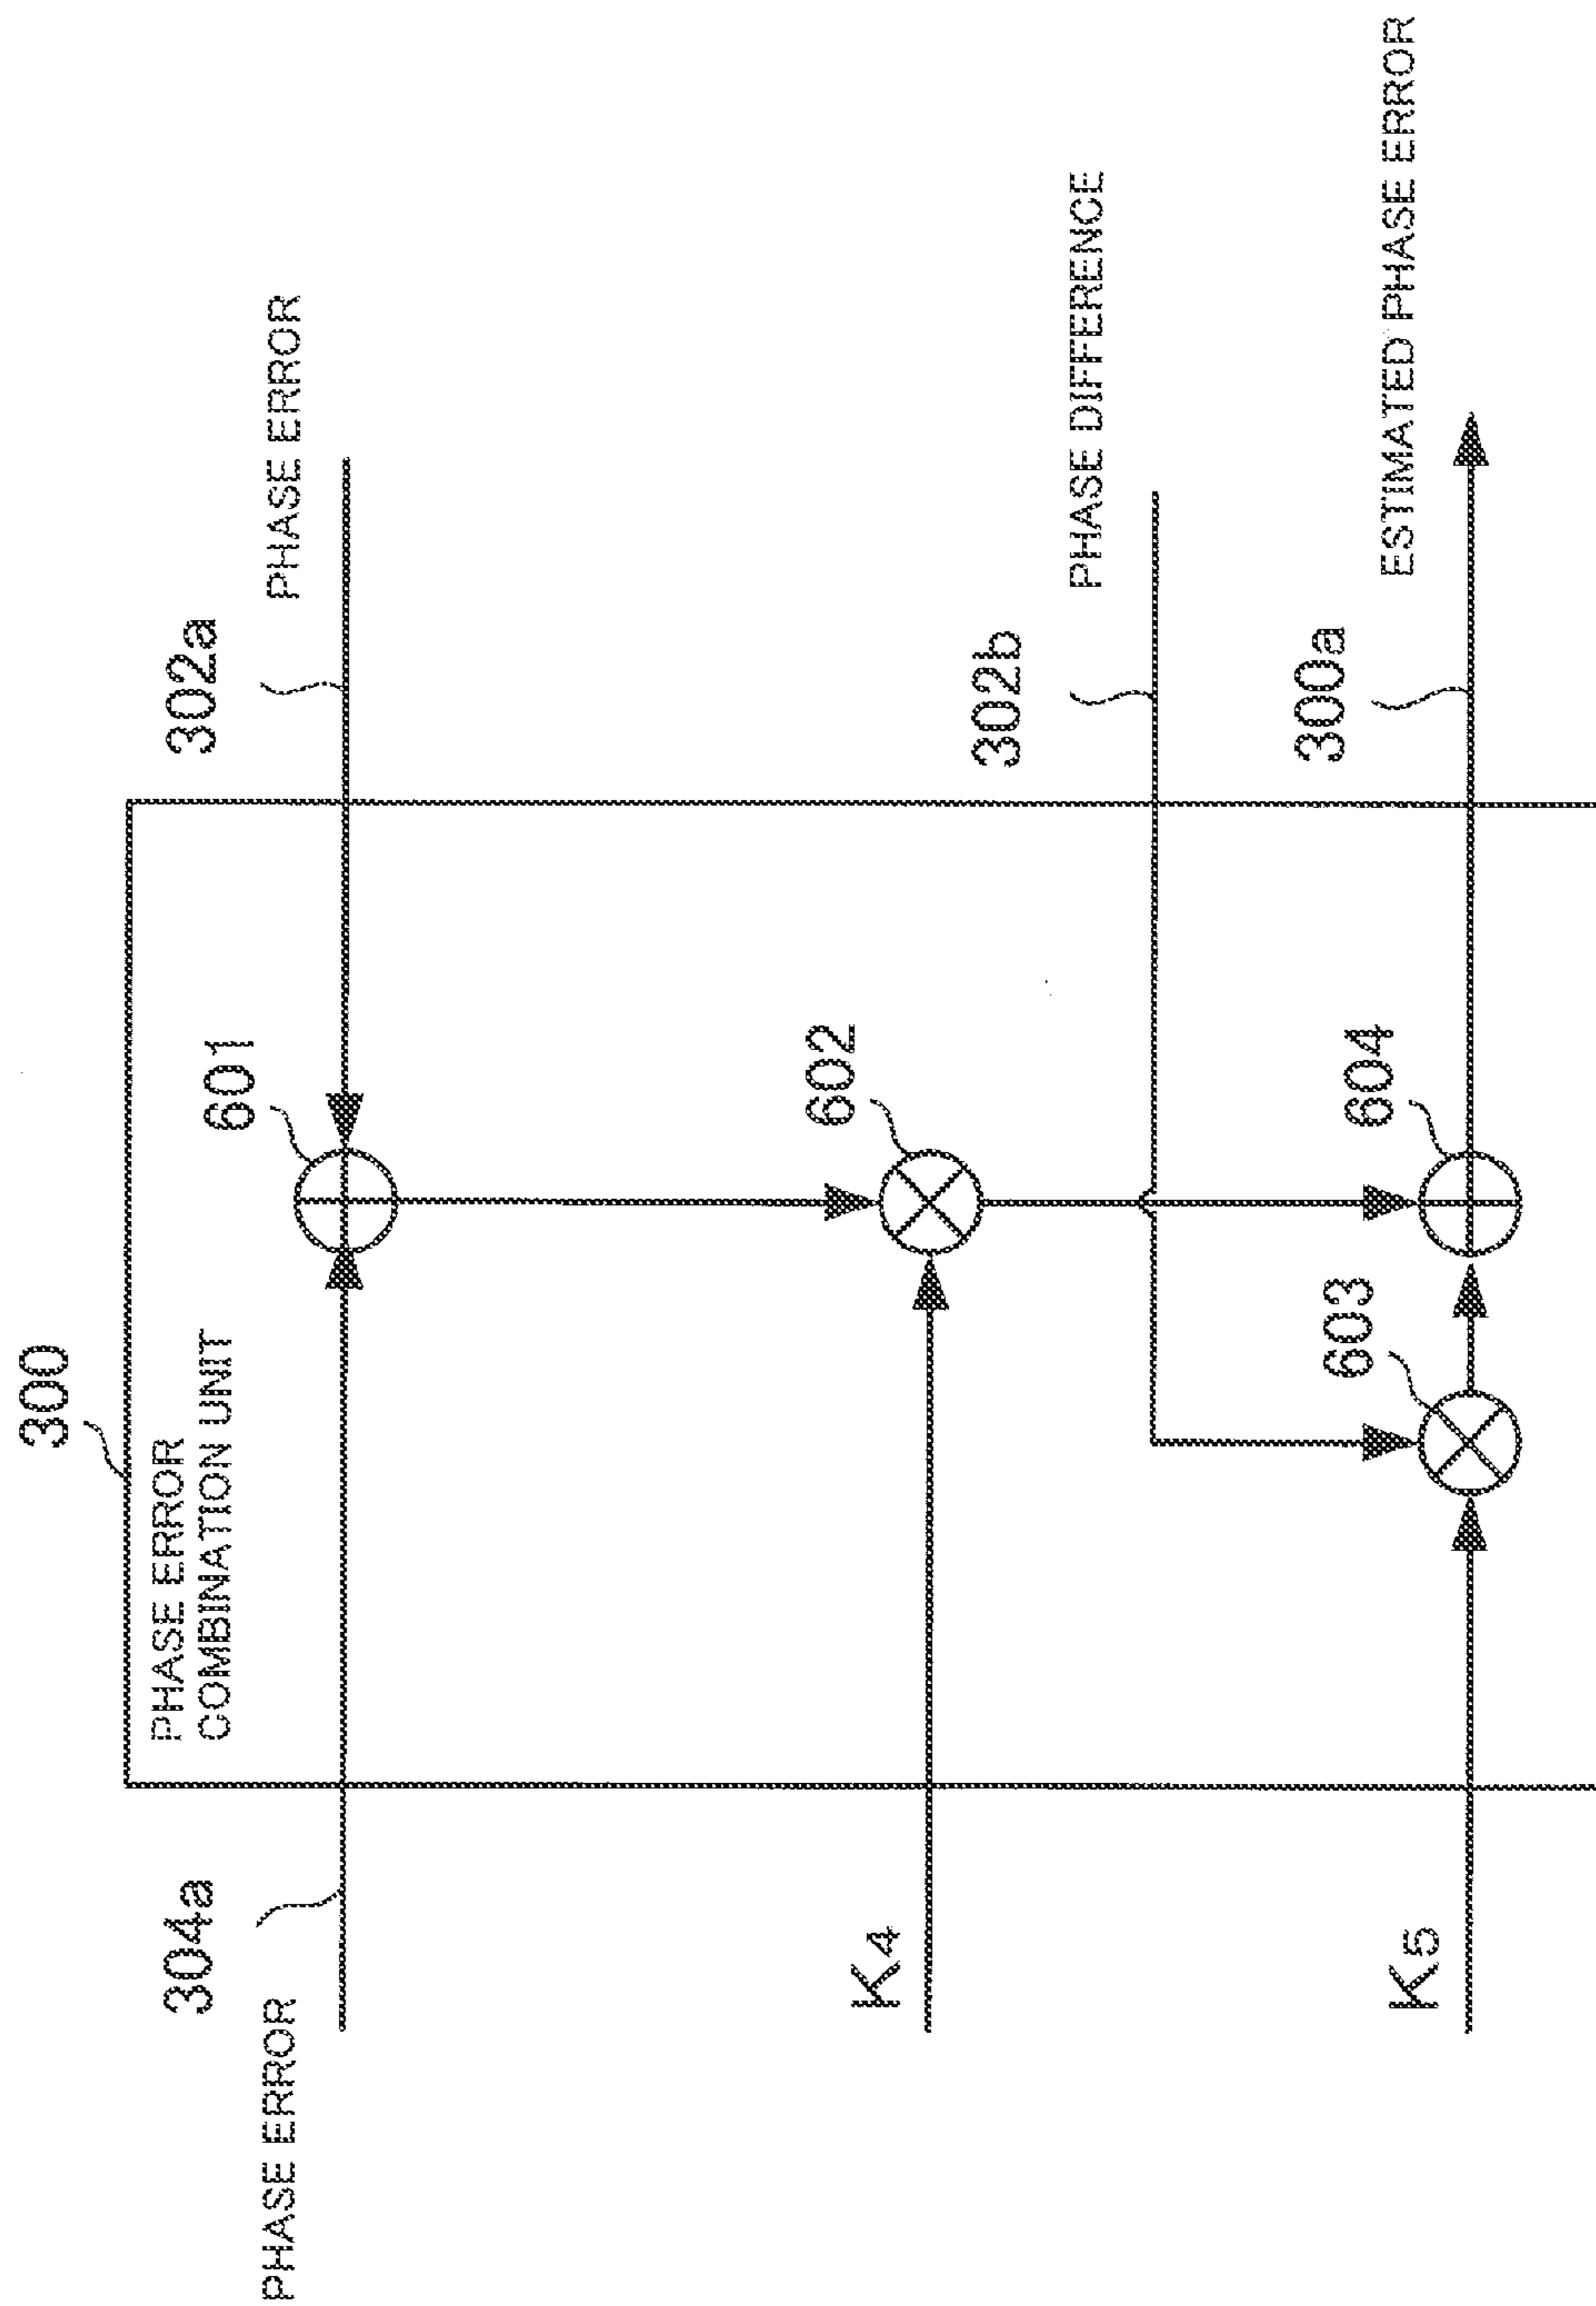 300
PHASE ERROR
COMBINATION UNIT
304a
PHASE ERROR
601
302a
PHASE ERROR
K4
602
302b
PHASE DIFFERENCE
K5
603
604
300a
ESTIMATED PHASE ERROR